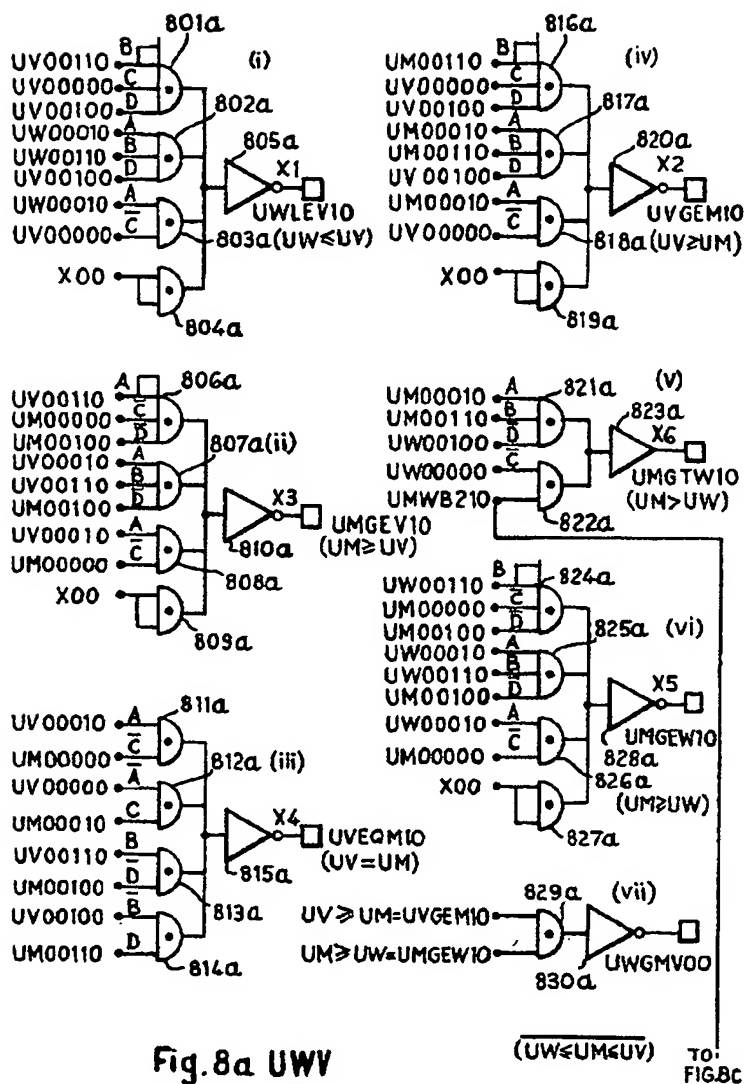 801a
B
UV00110
(i)
C
UV00000
D
UV00100
802a
A
UW00010
B
UW00110
D
UV00100
805a
X1
UWLEV10
A
UW00010
C̅
UV00000
803a (UW≤UV)
X00
804a
816a
B
UM00110
(iv)
C
UV00000
D
UV00100
817a
A
UM00010
B
UM00110
D
UV00100
820a
X2
UVGEM10
A
UM00010
C̅
UV00000
818a (UV≥UM)
X00
819a
806a
A
UV00110
C̅
UM00000
D̅
UM00100
807a (ii)
A
UV00010
B
UV00110
D̅
UM00100
X3
UMGEV10
(UM≥UV)
810a
A
UV00010
C̅
UM00000
808a
X00
809a
821a
(v)
A
UM00010
B
UM00110
D̅
UW00100
823a
X6
UMGTW10
(UM>UW)
C̅
UW00000
UMWB210
822a
824a
B
UW00110
C̅
UM00000
D̅
UM00100
825a
(vi)
A
UW00010
B
UW00110
D̅
UM00100
X5
UMGEW10
828a
A
UW00010
C̅
UM00000
826a
(UM≥UW)
X00
827a
811a
A
UV00010
C̅
UM00000
812a (iii)
A̅
UV00000
C
UM00010
X4
UVEQM10
(UV=UM)
815a
B
UV00110
D̅
UM00100
813a
B̅
UV00100
D
UM00110
814a
829a
(vii)
UV≥UM=UVGEM10
UM≥UW=UMGEW10
830a
UWGMV00
(UW≤UM≤UV)
Fig.8a UWV
TO
FIG.8C